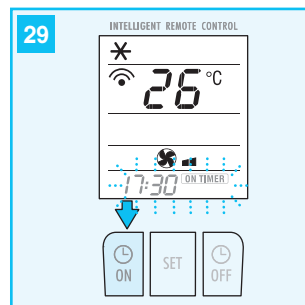 29
INTELLIGENT REMOTE CONTROL
26°C
17:30 ON TIMER
ON SET OFF